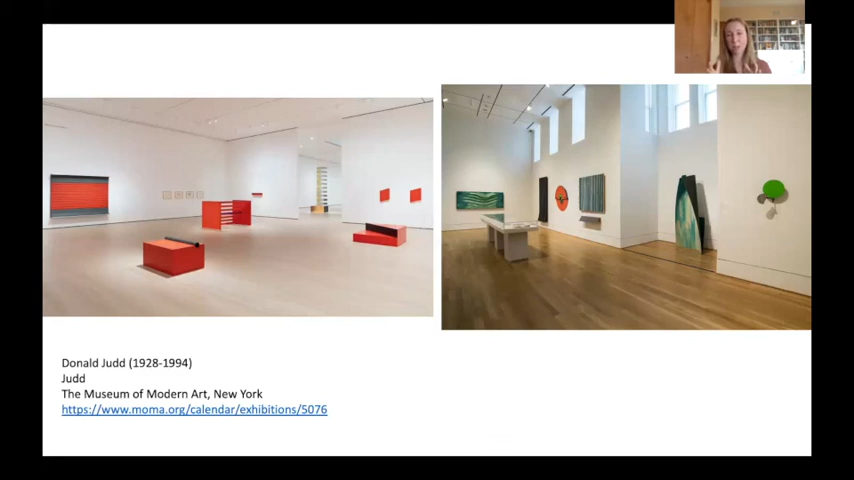 Donald Judd (1928-1994)
Judd
The Museum of Modern Art, New York
https://www.moma.org/calendar/exhibitions/5076